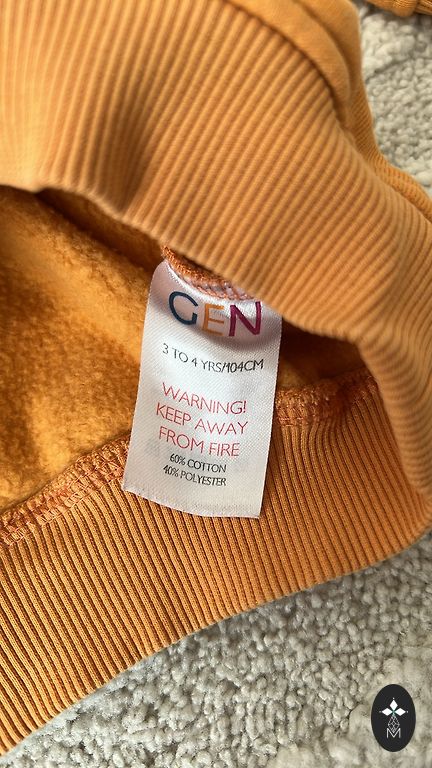 GEN
3 TO 4 YRS/104CM
WARNING!
KEEP AWAY
FROM FIRE
60% COTTON
40% POLYESTER
M